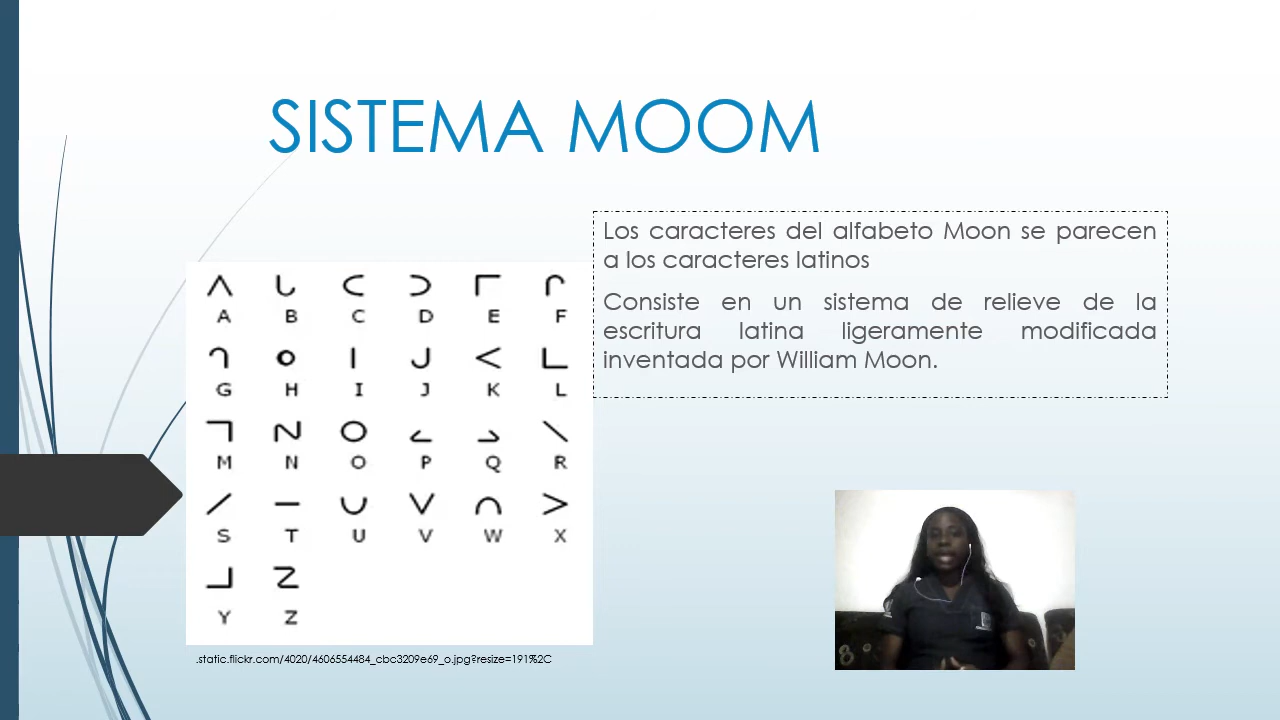 SISTEMA MOOM
Los caracteres del alfabeto Moon se parecen
a los caracteres latinos
Consiste en un sistema de relieve de la
escritura latina ligeramente modificada
inventada por William Moon.
A B C D E F
G H I J K L
M N O P Q R
S T U V W X
Y Z
.static.flickr.com/4020/4606554484_cbc3209e69_o.jpg?resize=191%2C